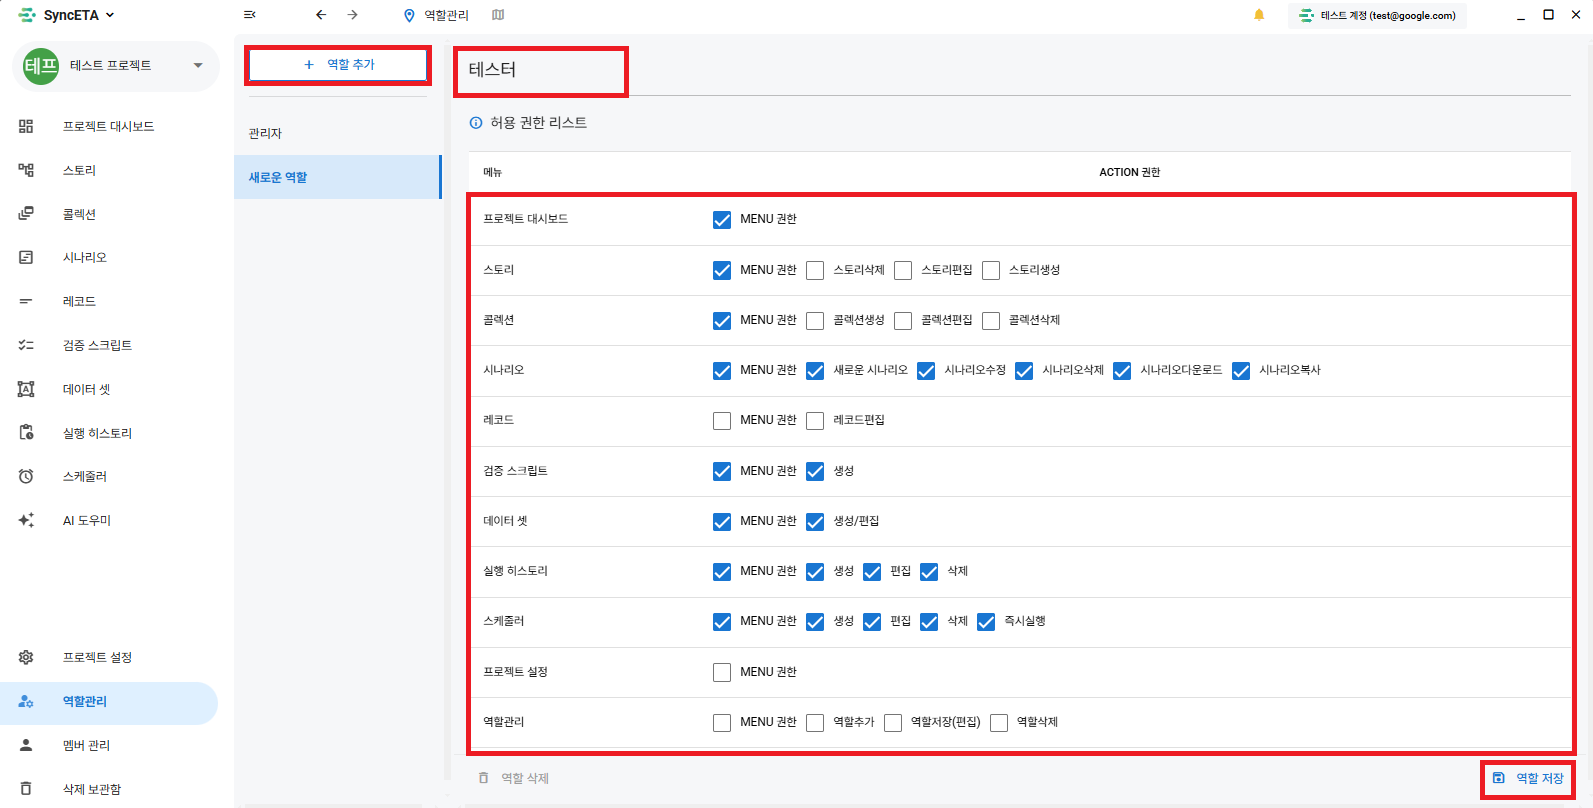 SyncETA
역할관리
테스트 계정 (test@google.com)
테프
테스트 프로젝트
프로젝트 대시보드
스토리
콜렉션
시나리오
레코드
검증 스크립트
데이터 셋
실행 히스토리
스케줄러
AI 도우미
프로젝트 설정
역할관리
멤버 관리
삭제 보관함
+ 역할 추가
관리자
새로운 역할
테스터
허용 권한 리스트
메뉴 ACTION 권한
프로젝트 대시보드 MENU 권한
스토리 MENU 권한 스토리삭제 스토리편집 스토리생성
콜렉션 MENU 권한 콜렉션생성 콜렉션편집 콜렉션삭제
시나리오 MENU 권한 새로운 시나리오 시나리오수정 시나리오삭제 시나리오다운로드 시나리오복사
레코드 MENU 권한 레코드편집
검증 스크립트 MENU 권한 생성
데이터 셋 MENU 권한 생성/편집
실행 히스토리 MENU 권한 생성 편집 삭제
스케줄러 MENU 권한 생성 편집 삭제 즉시실행
프로젝트 설정 MENU 권한
역할관리 MENU 권한 역할추가 역할저장(편집) 역할삭제
역할 삭제
역할 저장